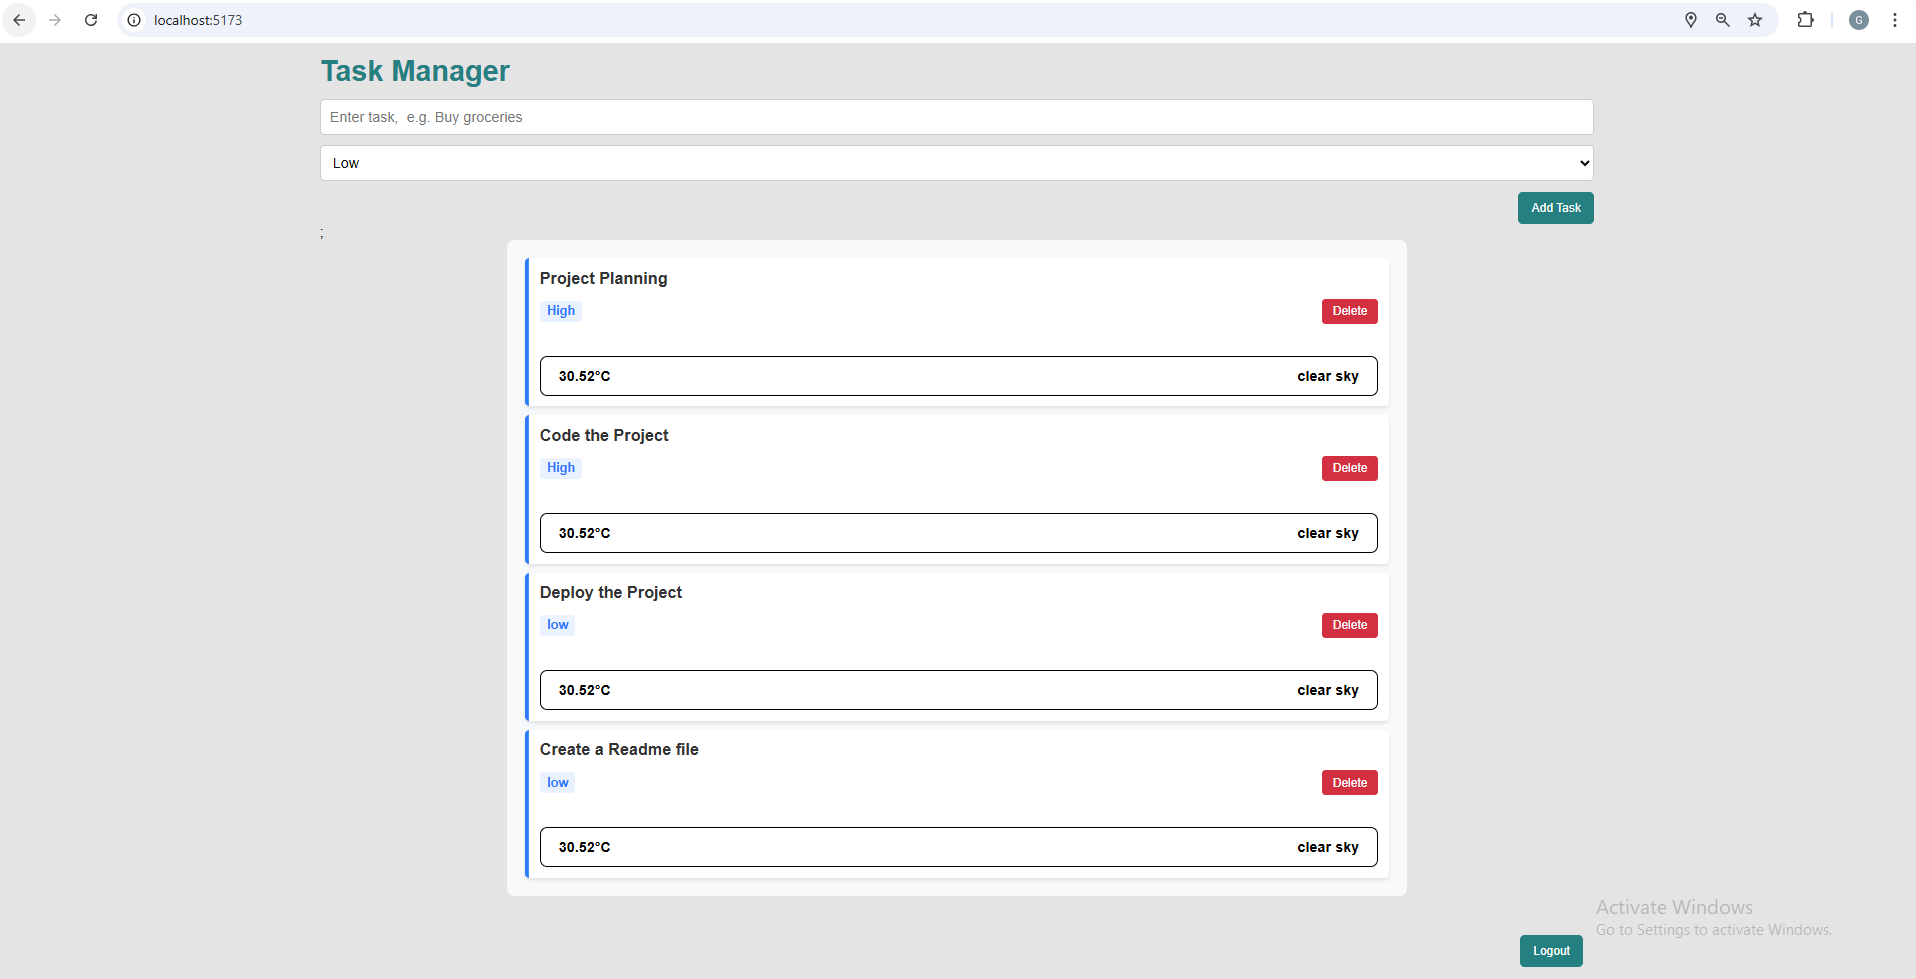 localhost:5173
G
Task Manager
Enter task,  e.g. Buy groceries
Low
Add Task
;
Project Planning
High
Delete
30.52°C clear sky
Code the Project
High
Delete
30.52°C clear sky
Deploy the Project
low
Delete
30.52°C clear sky
Create a Readme file
low
Delete
30.52°C clear sky
Activate Windows
Go to Settings to activate Windows.
Logout